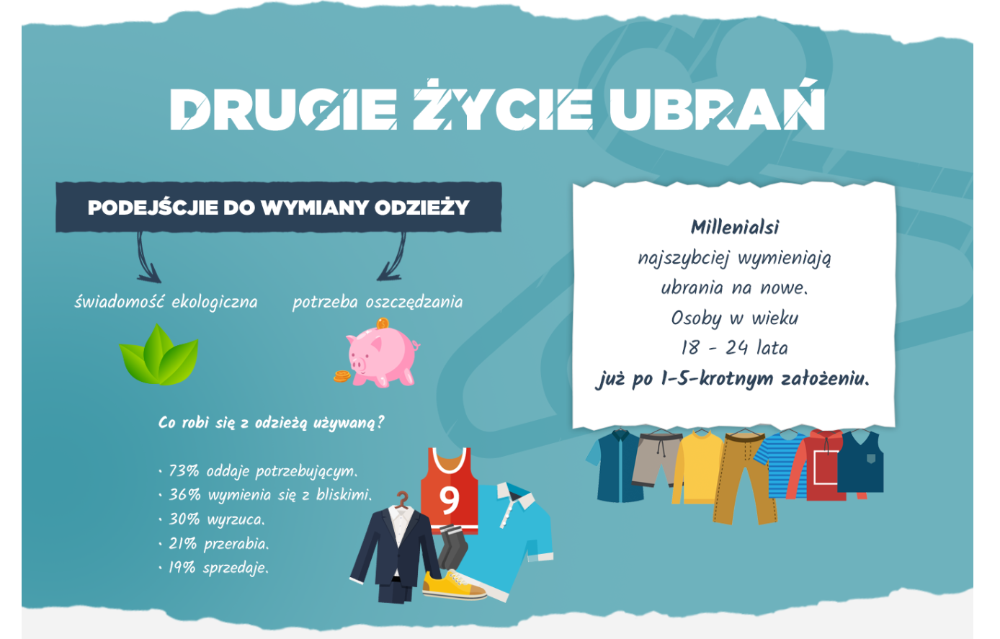 DRUGIE ŻYCIE UBRAŃ
PODEJŚCJIE DO WYMIANY ODZIEŻY
świadomość ekologiczna
potrzeba oszczędzania
Co robi się z odzieżą używaną?
· 73% oddaje potrzebującym.
· 36% wymienia się z bliskimi.
· 30% wyrzuca.
· 21% przerabia.
· 19% sprzedaje.
9
Millenialsi
najszybciej wymieniają
ubrania na nowe.
Osoby w wieku
18 - 24 lata
już po 1-5-krotnym założeniu.